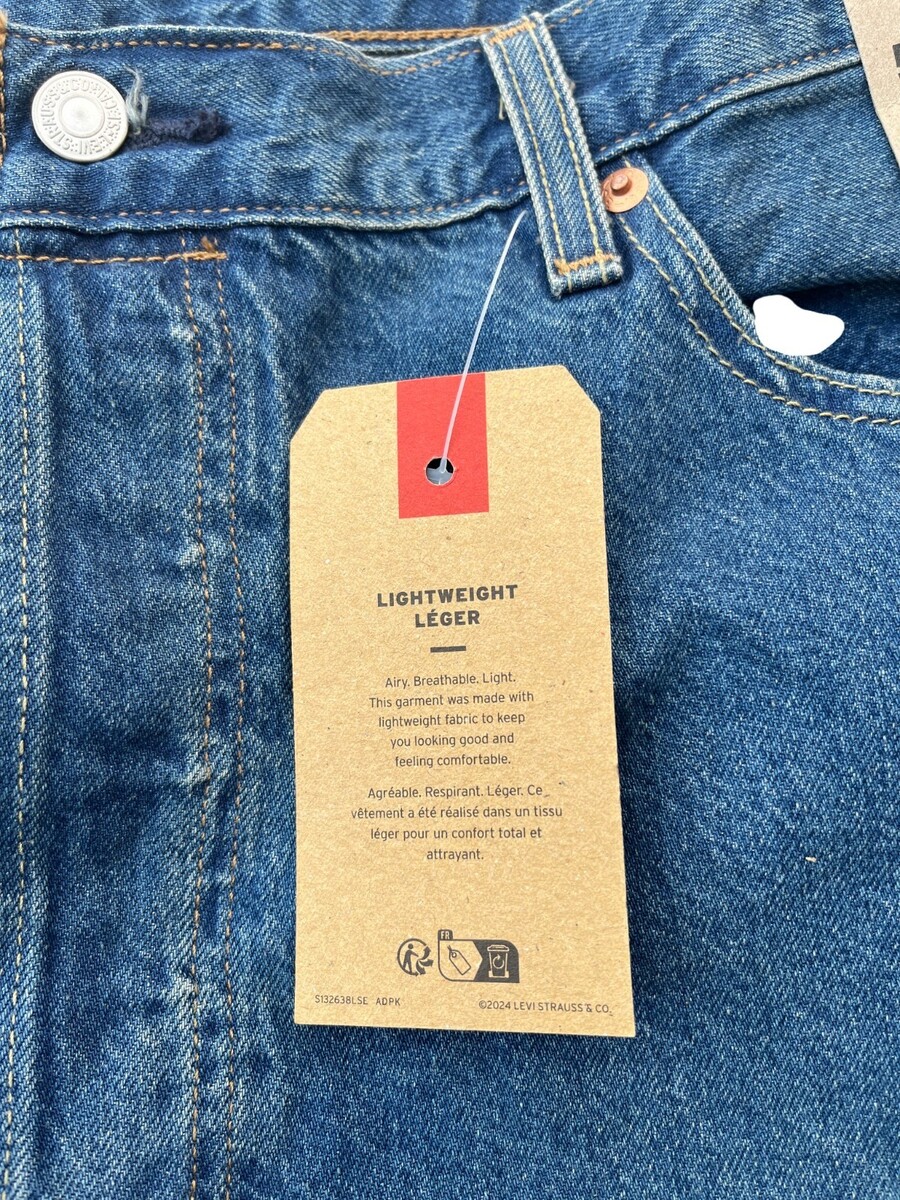 LIGHTWEIGHT
LÉGER
Airy. Breathable. Light.
This garment was made with
lightweight fabric to keep
you looking good and
feeling comfortable.
Agréable. Respirant. Léger. Ce
vêtement a été réalisé dans un tissu
léger pour un confort total et
attrayant.
FR
S132638LSE ADPK
©2024 LEVI STRAUSS & CO.